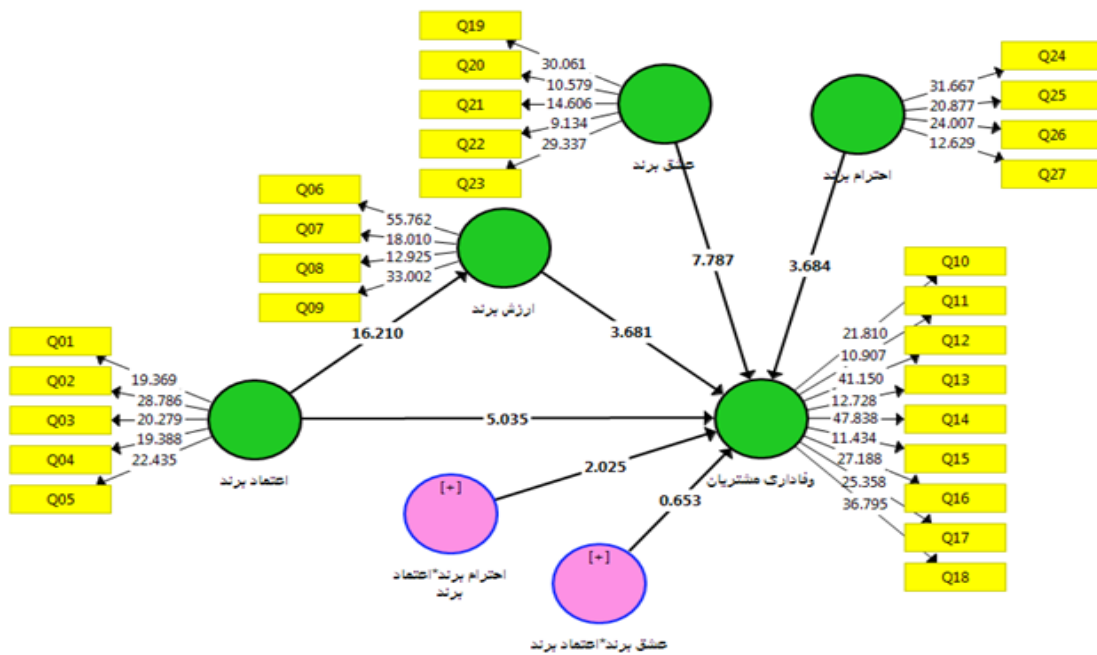 Q19
Q20
Q21
Q22
Q23
30.061
10.579
14.606
9.134
29.337
عشق برند
Q24
Q25
Q26
Q27
31.667
20.877
24.007
12.629
احترام برند
Q06
Q07
Q08
Q09
55.762
18.010
12.925
33.002
ارزش برند
7.787
3.684
16.210
3.681
Q01
Q02
Q03
Q04
Q05
19.369
28.786
20.279
19.388
22.435
اعتماد برند
5.035
Q10
Q11
Q12
Q13
Q14
Q15
Q16
Q17
Q18
21.810
10.907
41.150
12.728
47.838
11.434
27.188
25.358
36.795
وفاداری مشتریان
2.025
0.653
[+]
احترام برند*اعتماد
برند
[+]
عشق برند*اعتماد برند